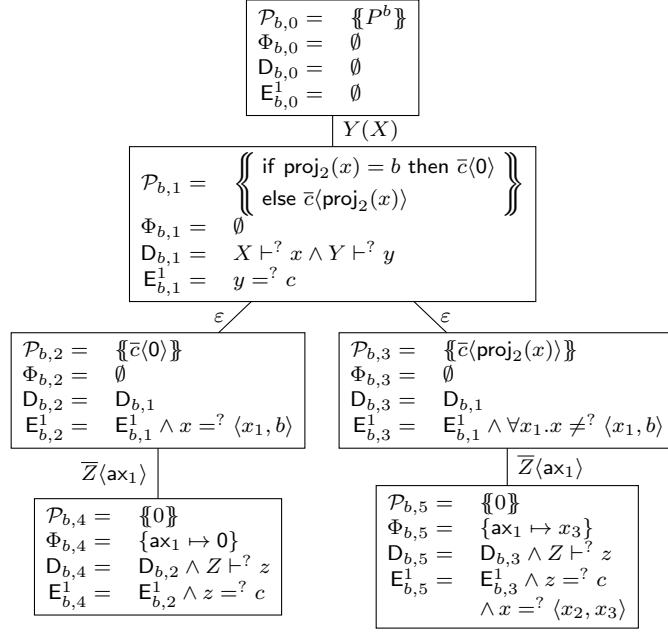 𝒫_{b,0} = {{P^b}}
Φ_{b,0} = ∅
D_{b,0} = ∅
E^1_{b,0} = ∅
Y(X)
𝒫_{b,1} = {{ if proj_2(x) = b then c̄⟨0⟩
else c̄⟨proj_2(x)⟩ }}
Φ_{b,1} = ∅
D_{b,1} = X ⊢^? x ∧ Y ⊢^? y
E^1_{b,1} = y =^? c
ε
ε
𝒫_{b,2} = {{c̄⟨0⟩}}
Φ_{b,2} = ∅
D_{b,2} = D_{b,1}
E^1_{b,2} = E^1_{b,1} ∧ x =^? ⟨x_1, b⟩
𝒫_{b,3} = {{c̄⟨proj_2(x)⟩}}
Φ_{b,3} = ∅
D_{b,3} = D_{b,1}
E^1_{b,3} = E^1_{b,1} ∧ ∀x_1.x ≠^? ⟨x_1, b⟩
Z̄⟨ax_1⟩
Z̄⟨ax_1⟩
𝒫_{b,4} = {{0}}
Φ_{b,4} = {ax_1 ↦ 0}
D_{b,4} = D_{b,2} ∧ Z ⊢^? z
E^1_{b,4} = E^1_{b,2} ∧ z =^? c
𝒫_{b,5} = {{0}}
Φ_{b,5} = {ax_1 ↦ x_3}
D_{b,5} = D_{b,3} ∧ Z ⊢^? z
E^1_{b,5} = E^1_{b,3} ∧ z =^? c
∧ x =^? ⟨x_2, x_3⟩